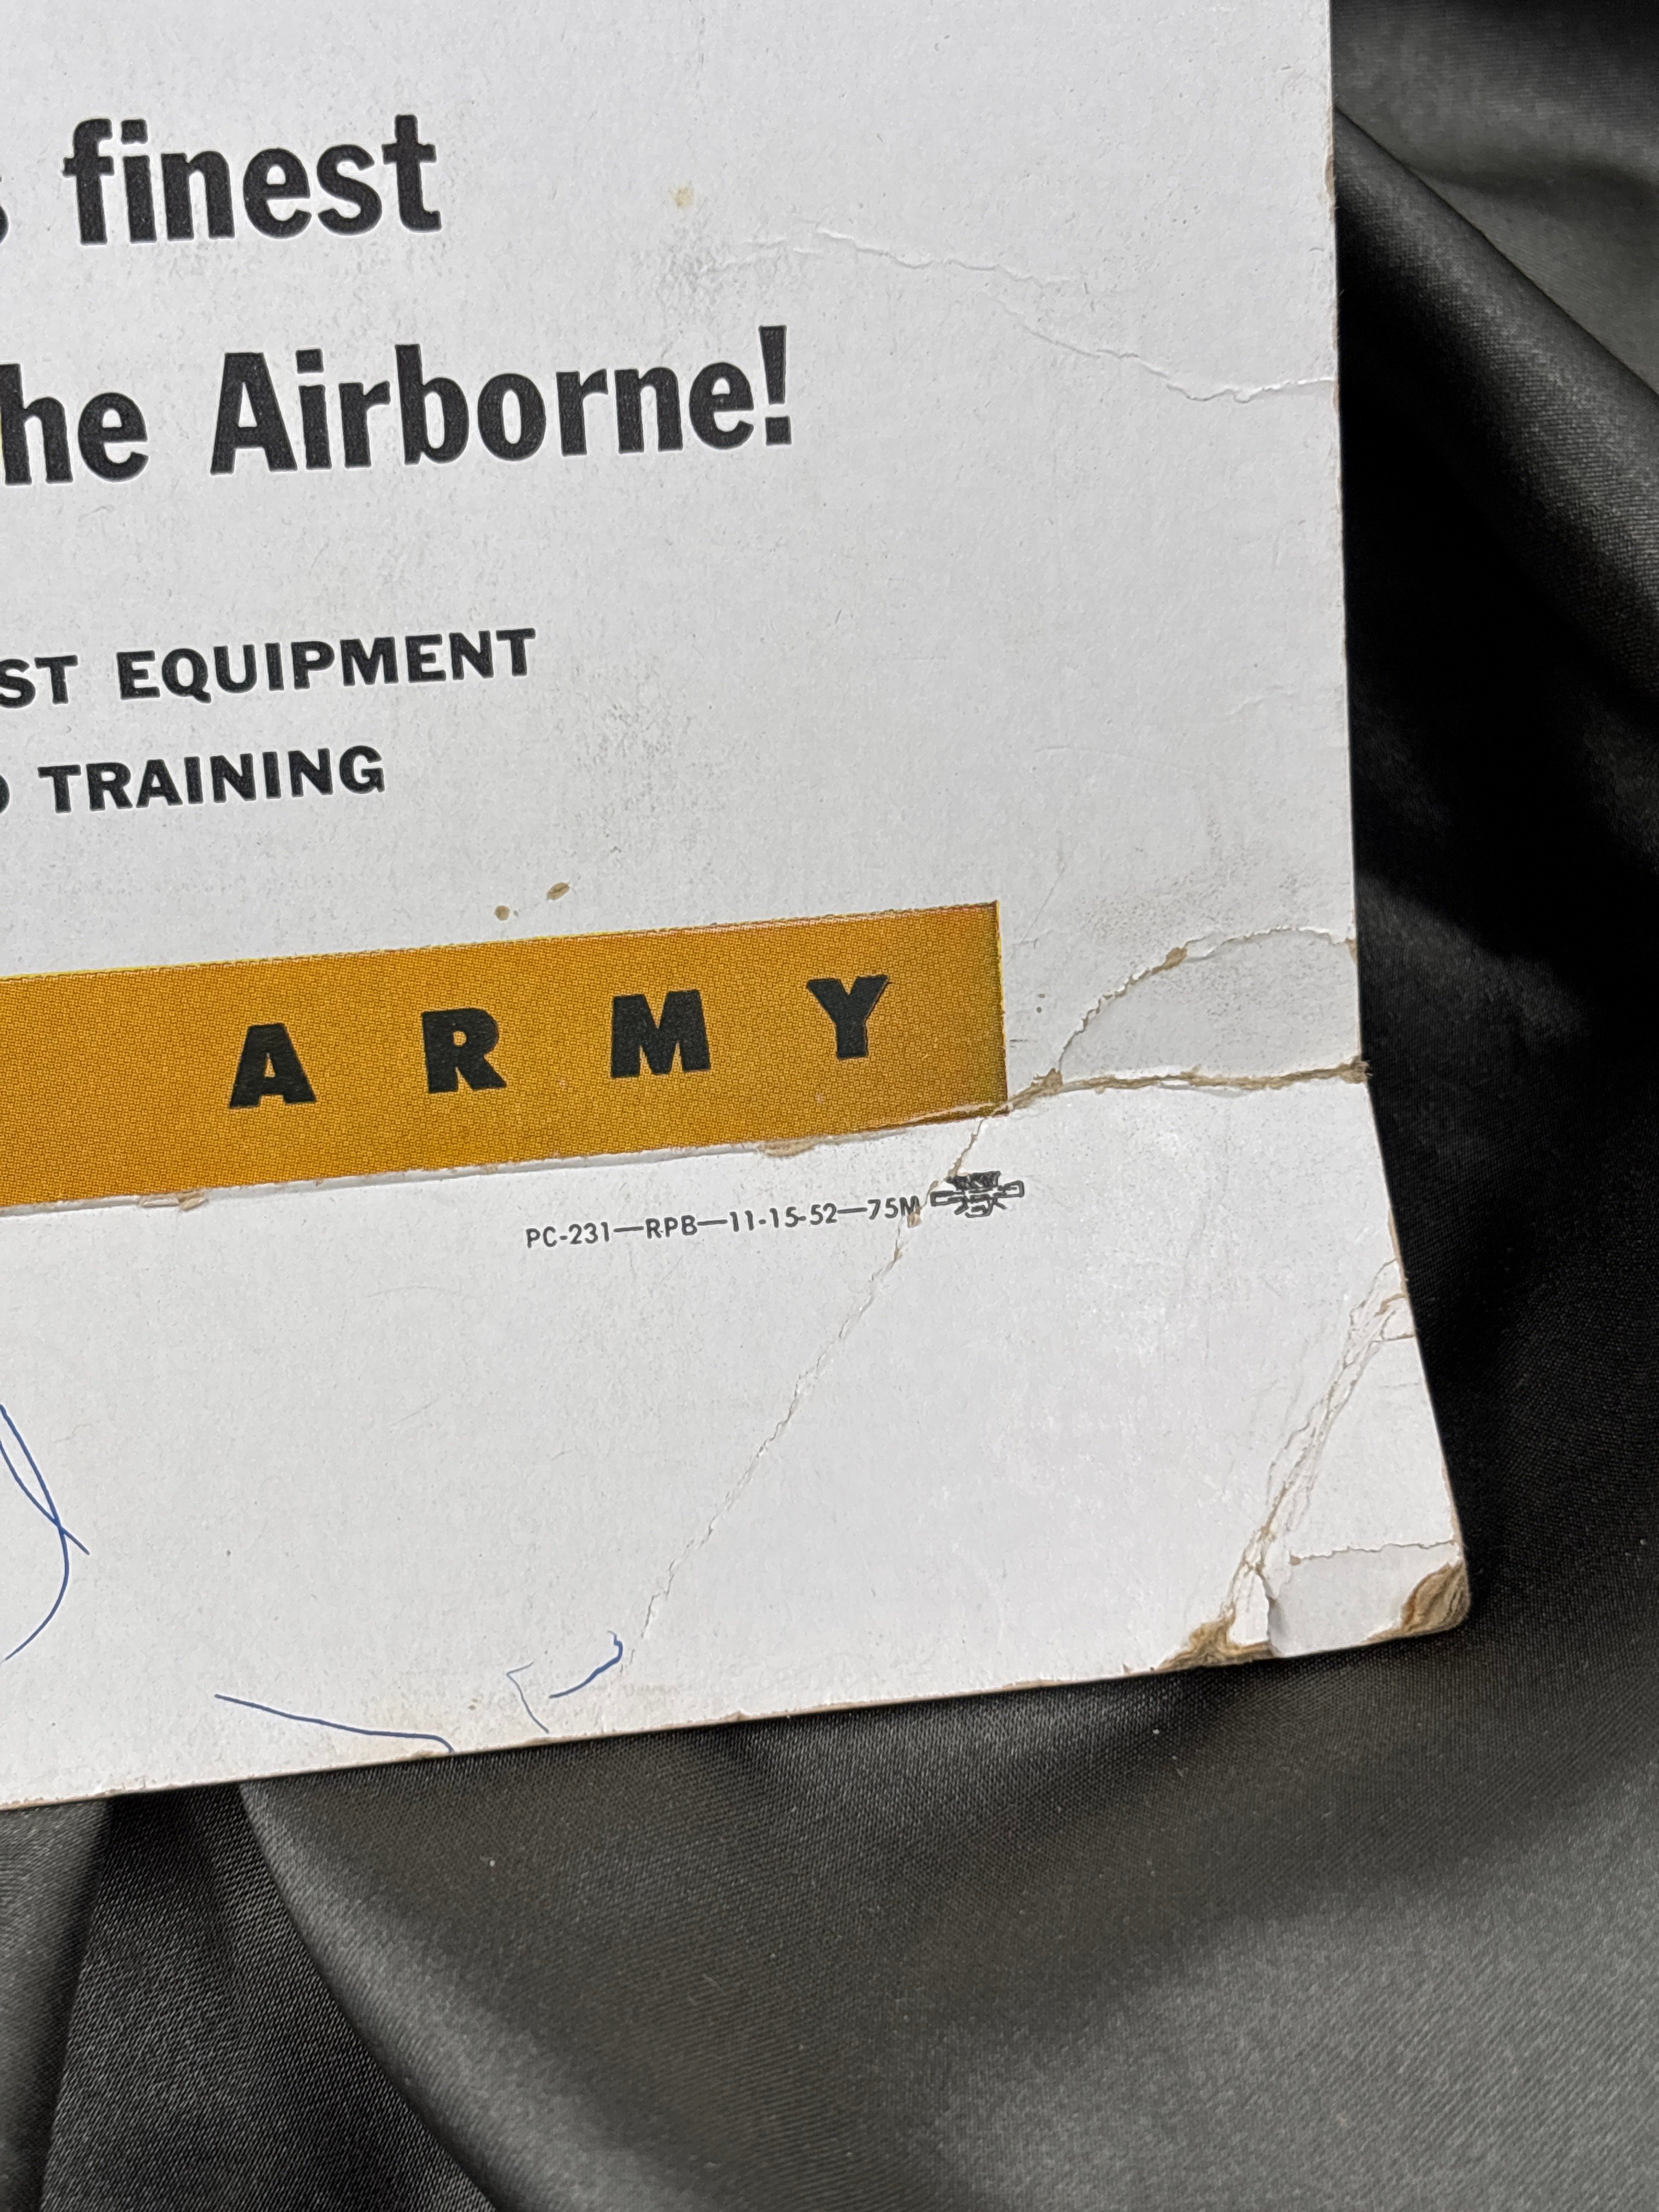 finest
he Airborne!
ST EQUIPMENT
TRAINING
ARMY
PC-231—RPB—11-15-52—75M